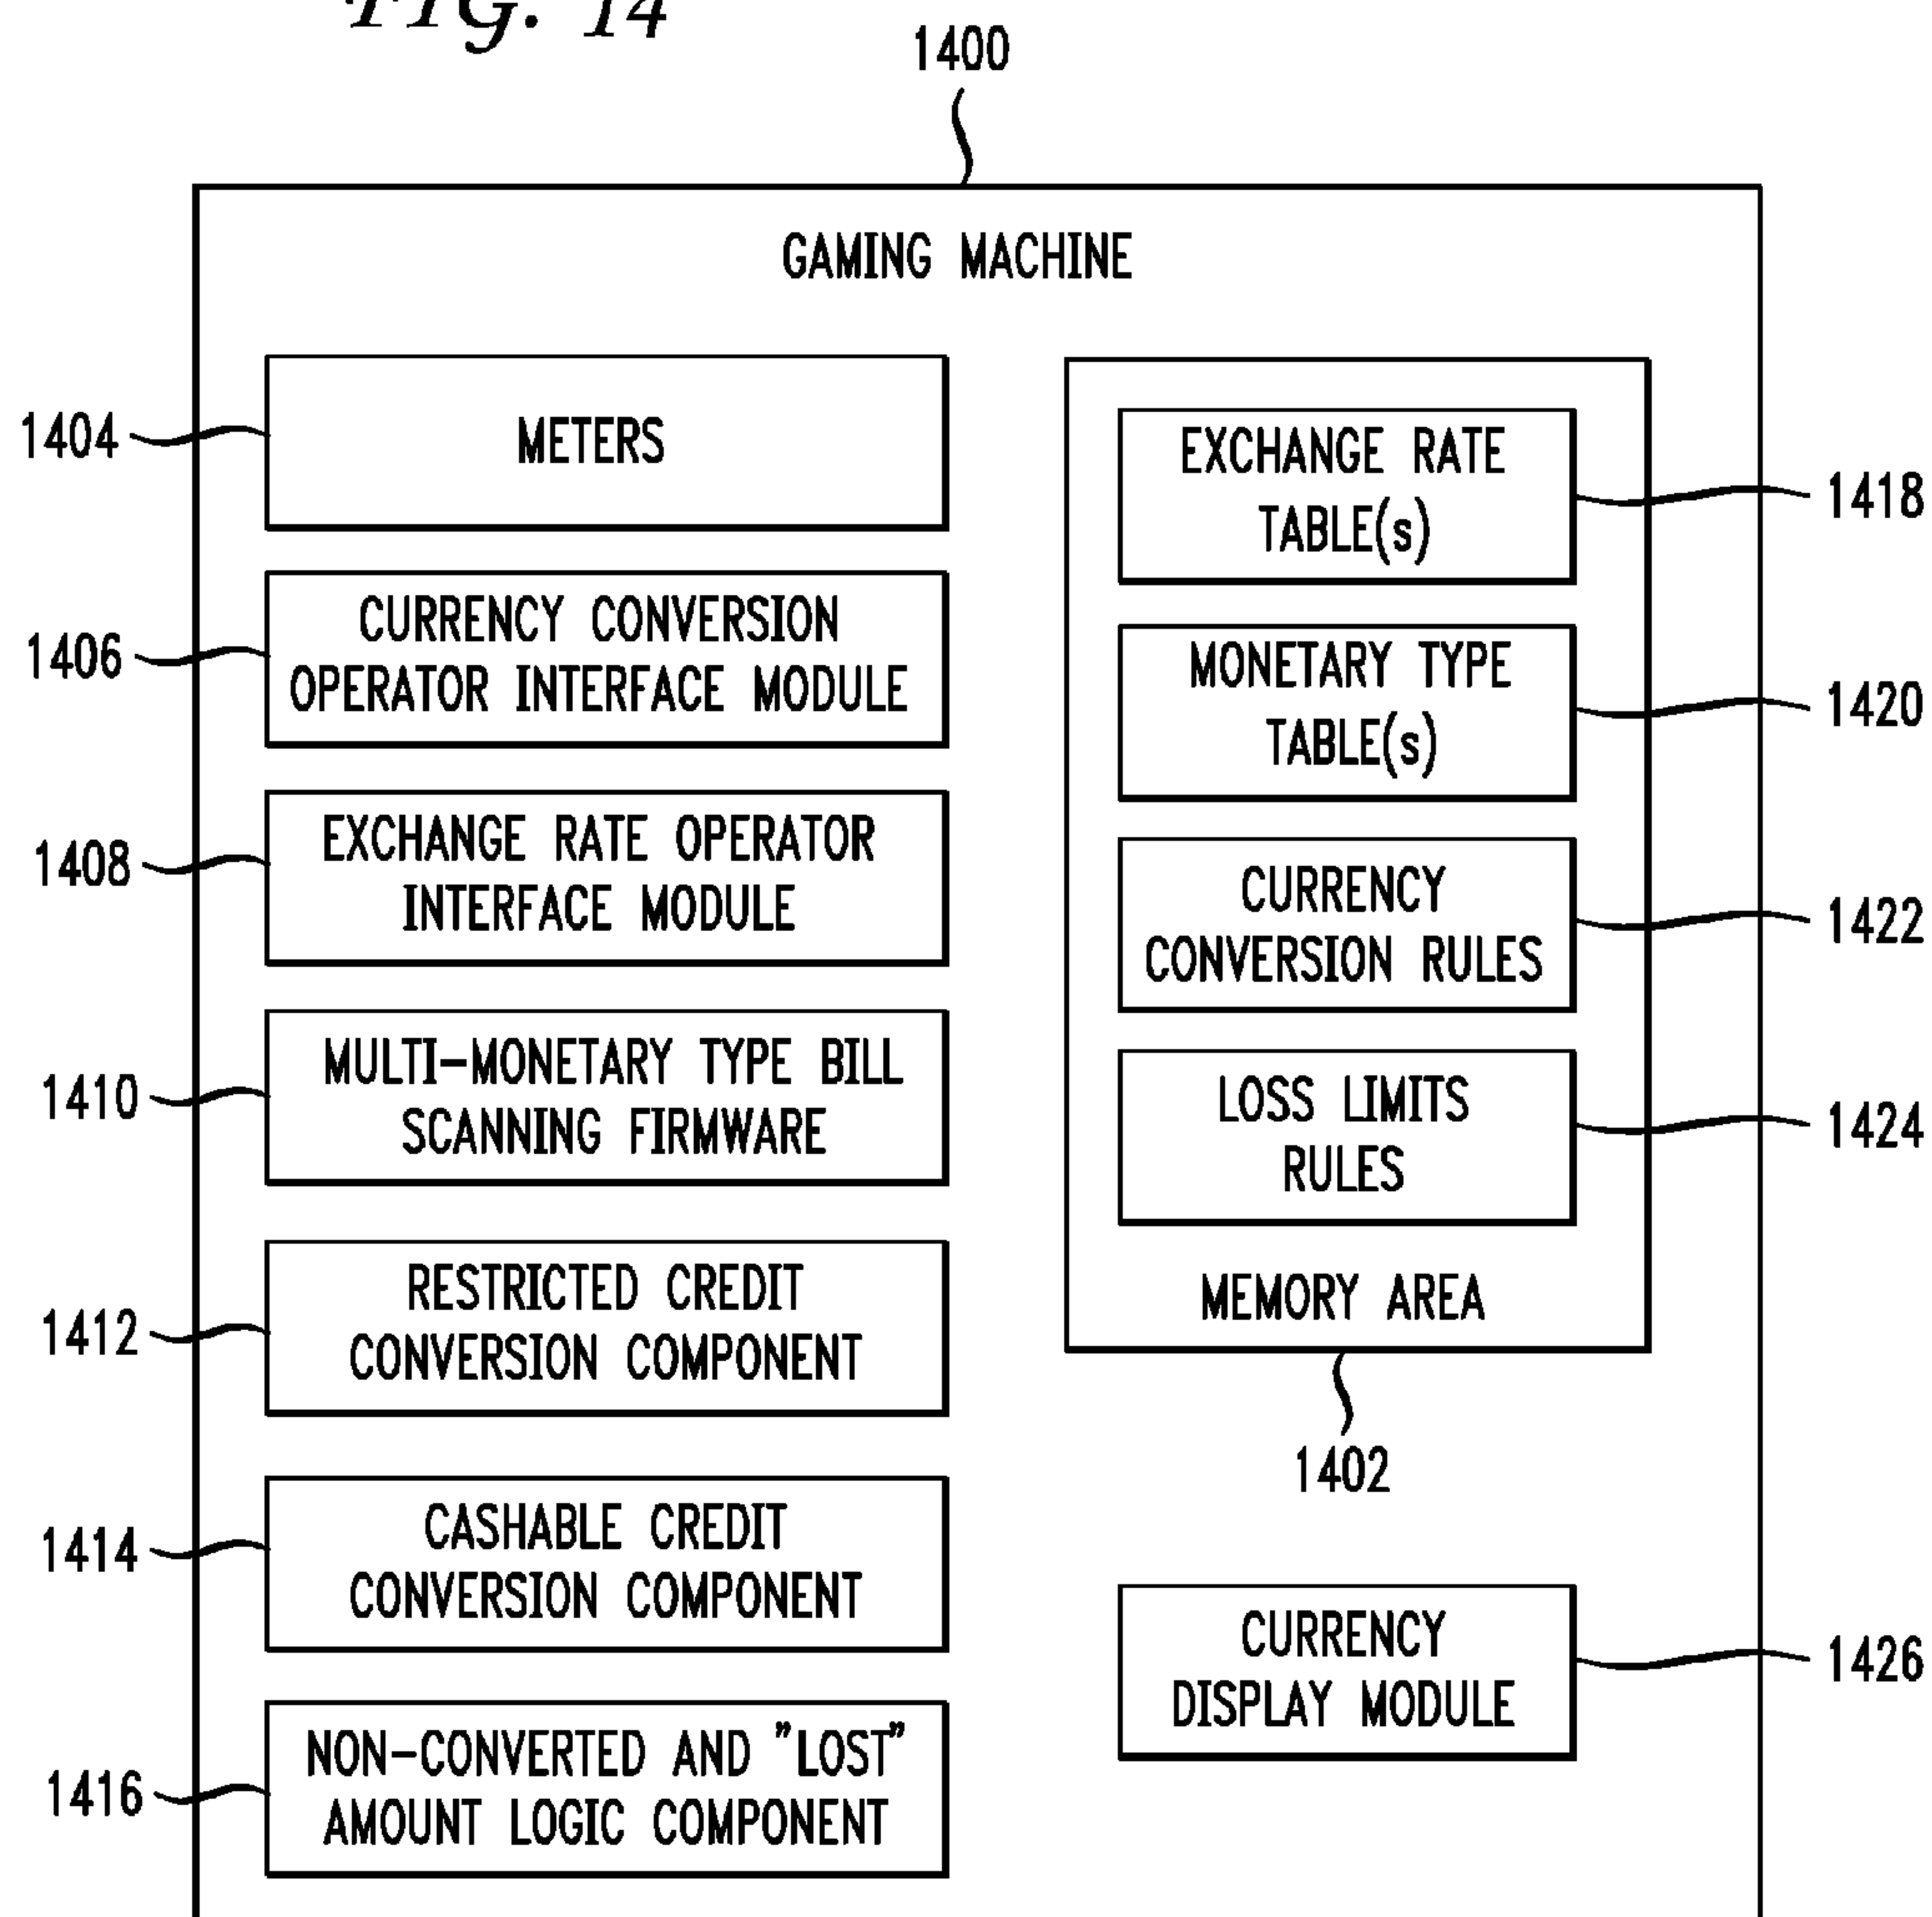 FIG. 14
1400
GAMING MACHINE
1404
METERS
1406
CURRENCY CONVERSION
OPERATOR INTERFACE MODULE
1408
EXCHANGE RATE OPERATOR
INTERFACE MODULE
1410
MULTI-MONETARY TYPE BILL
SCANNING FIRMWARE
1412
RESTRICTED CREDIT
CONVERSION COMPONENT
1414
CASHABLE CREDIT
CONVERSION COMPONENT
1416
NON-CONVERTED AND "LOST"
AMOUNT LOGIC COMPONENT
EXCHANGE RATE
TABLE(s)
1418
MONETARY TYPE
TABLE(s)
1420
CURRENCY
CONVERSION RULES
1422
LOSS LIMITS
RULES
1424
MEMORY AREA
1402
CURRENCY
DISPLAY MODULE
1426